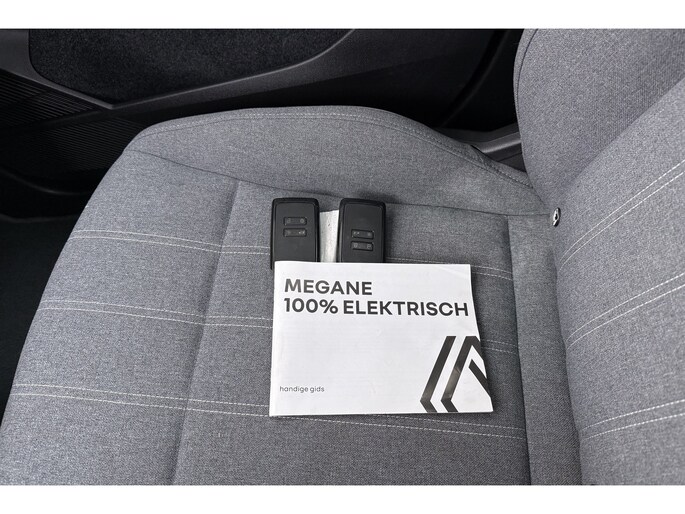 MEGANE
100% ELEKTRISCH
handige gids